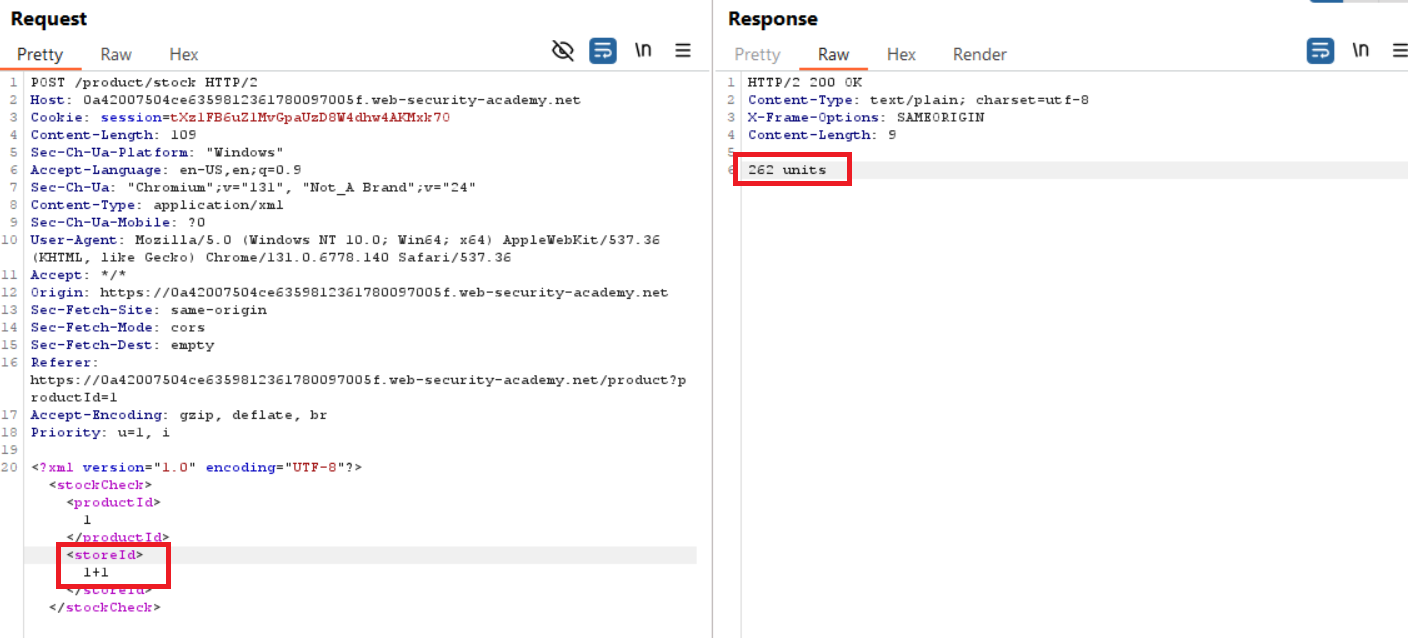 Request
Pretty Raw Hex
\n
1 POST /product/stock HTTP/2
2 Host: 0a42007504ce6359812361780097005f.web-security-academy.net
3 Cookie: session=tXz1FB6uZ1MvGpaUzD8W4dhw4AKMxk70
4 Content-Length: 109
5 Sec-Ch-Ua-Platform: "Windows"
6 Accept-Language: en-US,en;q=0.9
7 Sec-Ch-Ua: "Chromium";v="131", "Not_A Brand";v="24"
8 Content-Type: application/xml
9 Sec-Ch-Ua-Mobile: ?0
10 User-Agent: Mozilla/5.0 (Windows NT 10.0; Win64; x64) AppleWebKit/537.36
(KHTML, like Gecko) Chrome/131.0.6778.140 Safari/537.36
11 Accept: */*
12 Origin: https://0a42007504ce6359812361780097005f.web-security-academy.net
13 Sec-Fetch-Site: same-origin
14 Sec-Fetch-Mode: cors
15 Sec-Fetch-Dest: empty
16 Referer:
https://0a42007504ce6359812361780097005f.web-security-academy.net/product?p
roductId=1
17 Accept-Encoding: gzip, deflate, br
18 Priority: u=1, i
19
20 <?xml version="1.0" encoding="UTF-8"?>
<stockCheck>
<productId>
1
</productId>
<storeId>
1+1
</storeId>
</stockCheck>
Response
Pretty Raw Hex Render
\n
1 HTTP/2 200 OK
2 Content-Type: text/plain; charset=utf-8
3 X-Frame-Options: SAMEORIGIN
4 Content-Length: 9
5
6 262 units